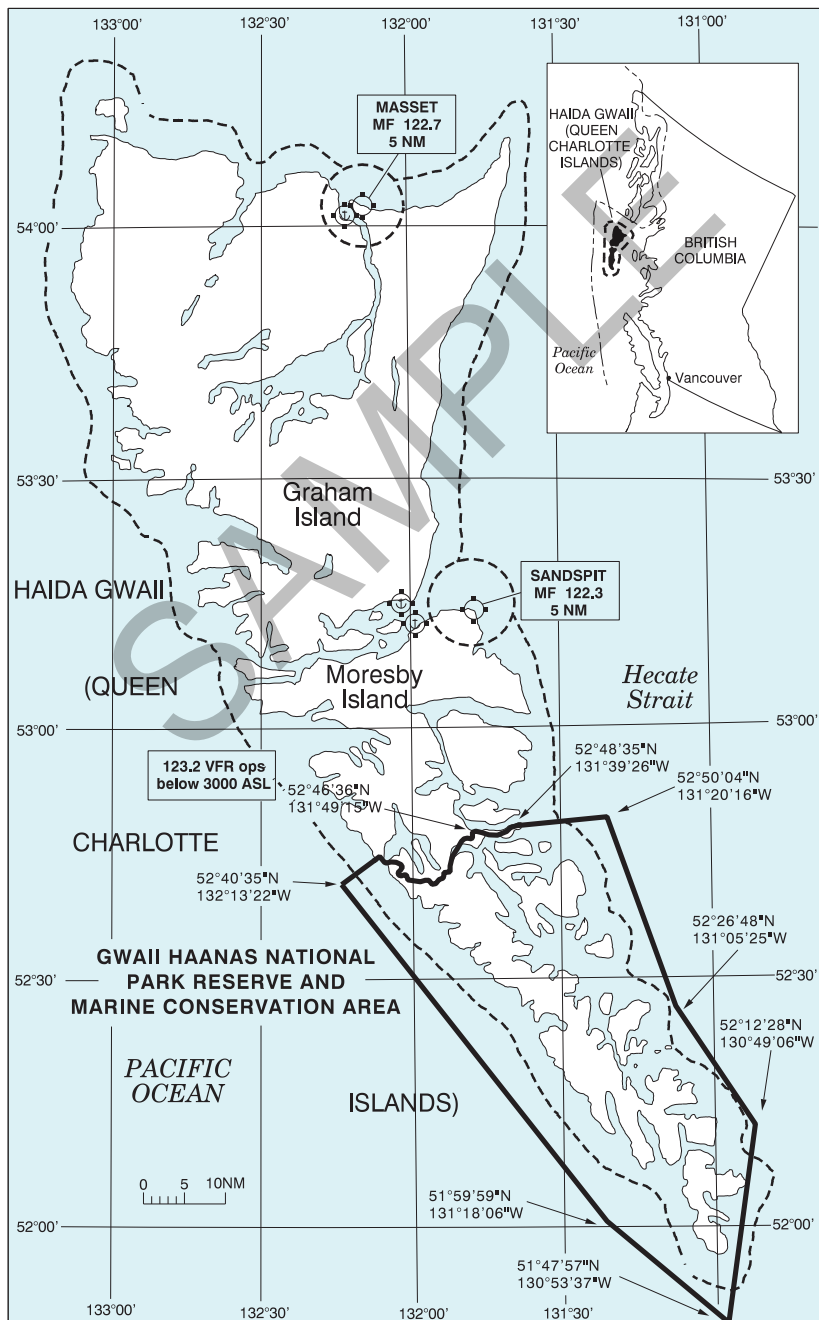 133°00'
132°30'
132°00'
131°30'
131°00'
MASSET
MF 122.7
5 NM
HAIDA GWAII
(QUEEN
CHARLOTTE
ISLANDS)
BRITISH
COLUMBIA
Pacific
Ocean
Vancouver
54°00'
54°00'
SAMPLE
53°30'
53°30'
Graham
Island
HAIDA GWAII
SANDSPIT
MF 122.3
5 NM
(QUEEN
Moresby
Island
Hecate
Strait
53°00'
53°00'
123.2 VFR ops
below 3000 ASL
52°46'36"N
131°49'15"W
52°48'35"N
131°39'26"W
52°50'04"N
131°20'16"W
CHARLOTTE
52°40'35"N
132°13'22"W
52°26'48"N
131°05'25"W
GWAII HAANAS NATIONAL
PARK RESERVE AND
MARINE CONSERVATION AREA
52°30'
52°30'
52°12'28"N
130°49'06"W
PACIFIC
OCEAN
ISLANDS)
0 5 10NM
51°59'59"N
131°18'06"W
52°00'
52°00'
51°47'57"N
130°53'37"W
133°00'
132°30'
132°00'
131°30'
131°00'